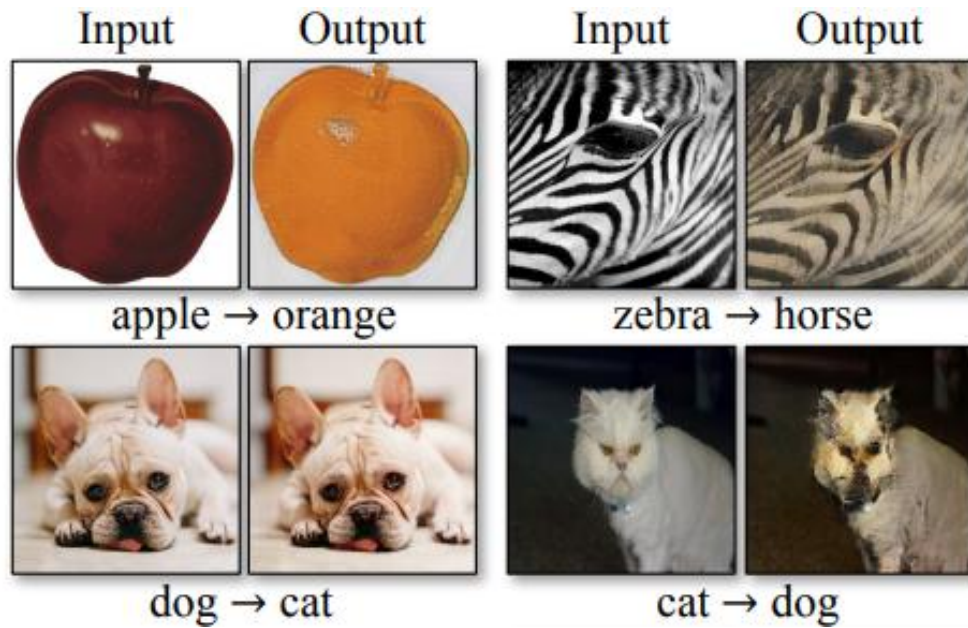 Input Output Input Output
apple → orange zebra → horse
dog → cat cat → dog